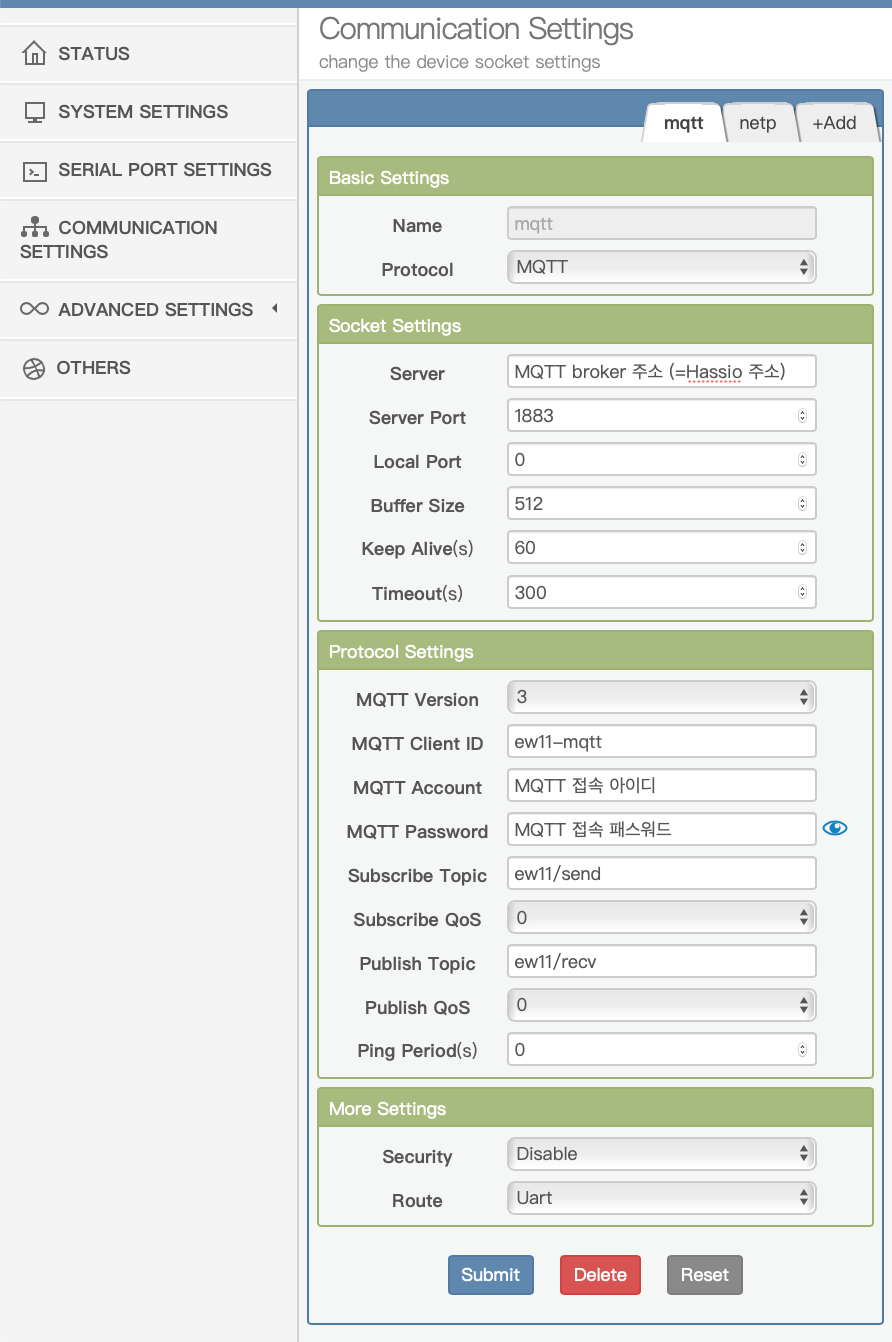 Communication Settings
change the device socket settings
STATUS
SYSTEM SETTINGS
SERIAL PORT SETTINGS
COMMUNICATION
SETTINGS
ADVANCED SETTINGS
OTHERS
mqtt netp +Add
Basic Settings
Name mqtt
Protocol MQTT
Socket Settings
Server MQTT broker 주소 (=Hassio 주소)
Server Port 1883
Local Port 0
Buffer Size 512
Keep Alive(s) 60
Timeout(s) 300
Protocol Settings
MQTT Version 3
MQTT Client ID ew11-mqtt
MQTT Account MQTT 접속 아이디
MQTT Password MQTT 접속 패스워드
Subscribe Topic ew11/send
Subscribe QoS 0
Publish Topic ew11/recv
Publish QoS 0
Ping Period(s) 0
More Settings
Security Disable
Route Uart
Submit Delete Reset